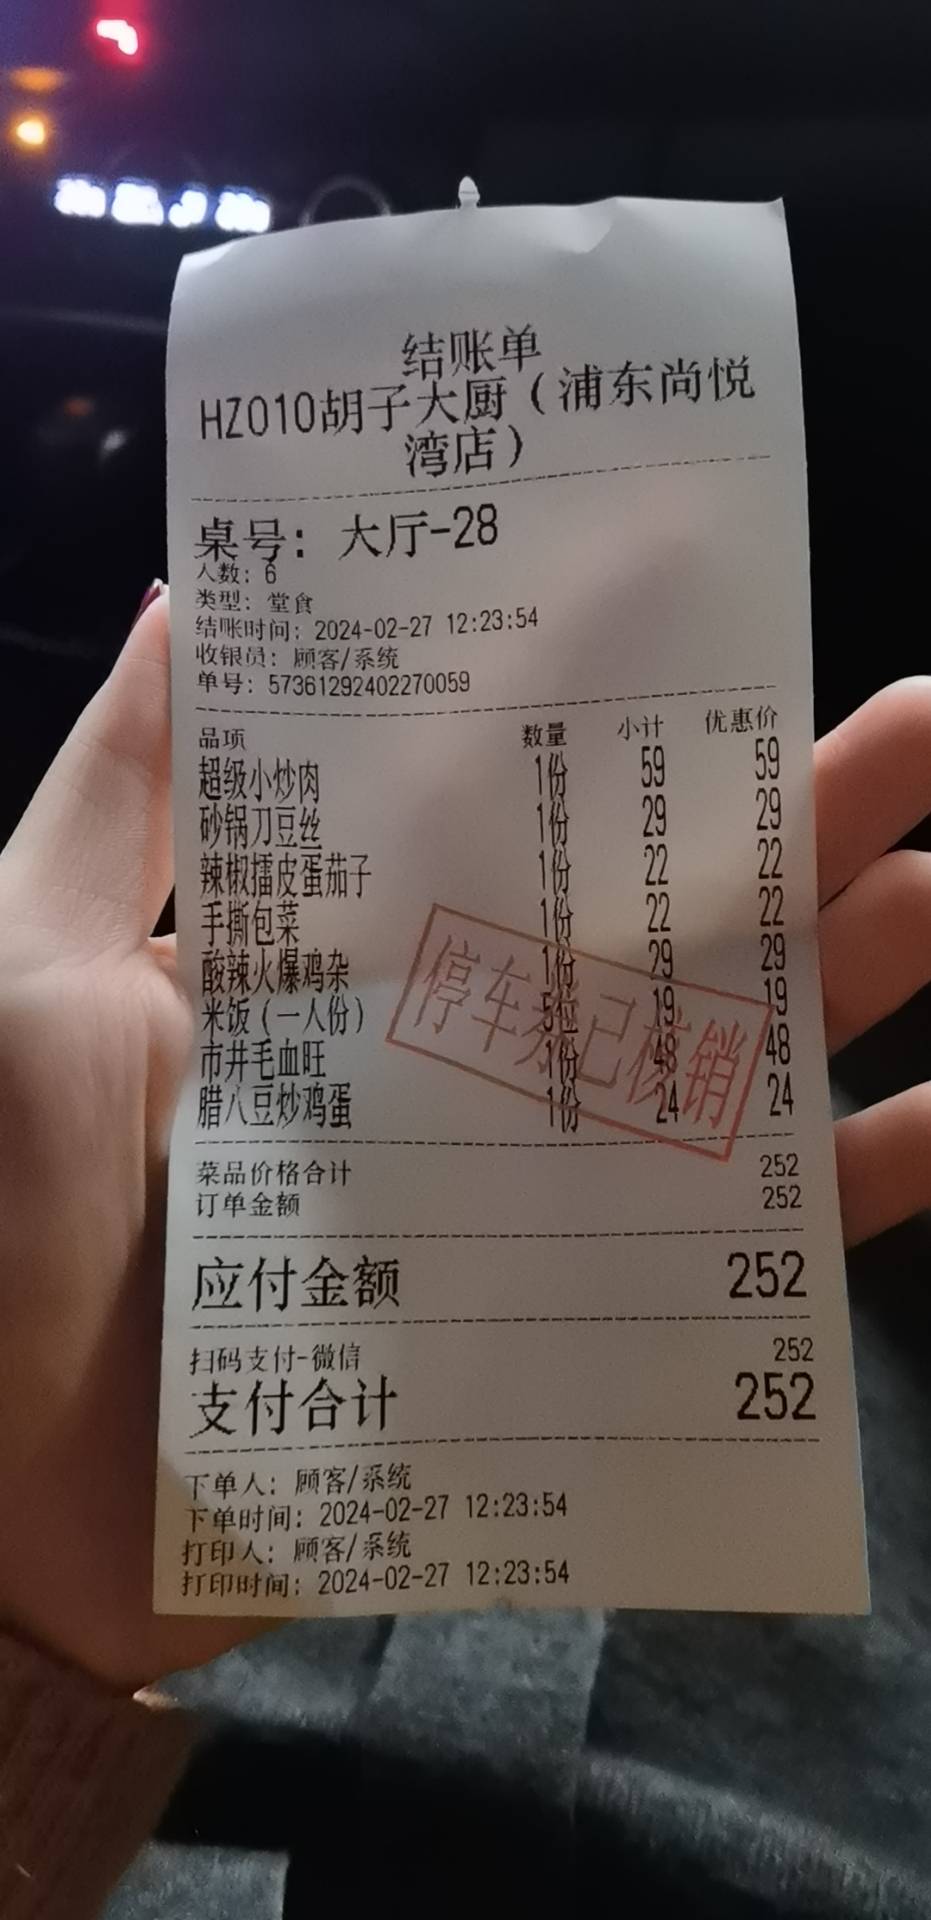 结账单
HZ010胡子大厨（浦东尚悦
湾店）
桌号：大厅-28
人数：6
类型：堂食
结账时间：2024-02-27 12:23:54
收银员：顾客/系统
单号：57361292402270059
品项 数量 小计 优惠价
超级小炒肉 1份 59 59
砂锅刀豆丝 1份 29 29
辣椒擂皮蛋茄子 1份 22 22
手撕包菜 1份 22 22
酸辣火爆鸡杂 1份 29 29
米饭（一人份） 5位 19 19
市井毛血旺 1份 48 48
腊八豆炒鸡蛋 1份 24 24
停车券已核销
菜品价格合计 252
订单金额 252
应付金额 252
扫码支付-微信 252
支付合计 252
下单人：顾客/系统
下单时间：2024-02-27 12:23:54
打印人：顾客/系统
打印时间：2024-02-27 12:23:54